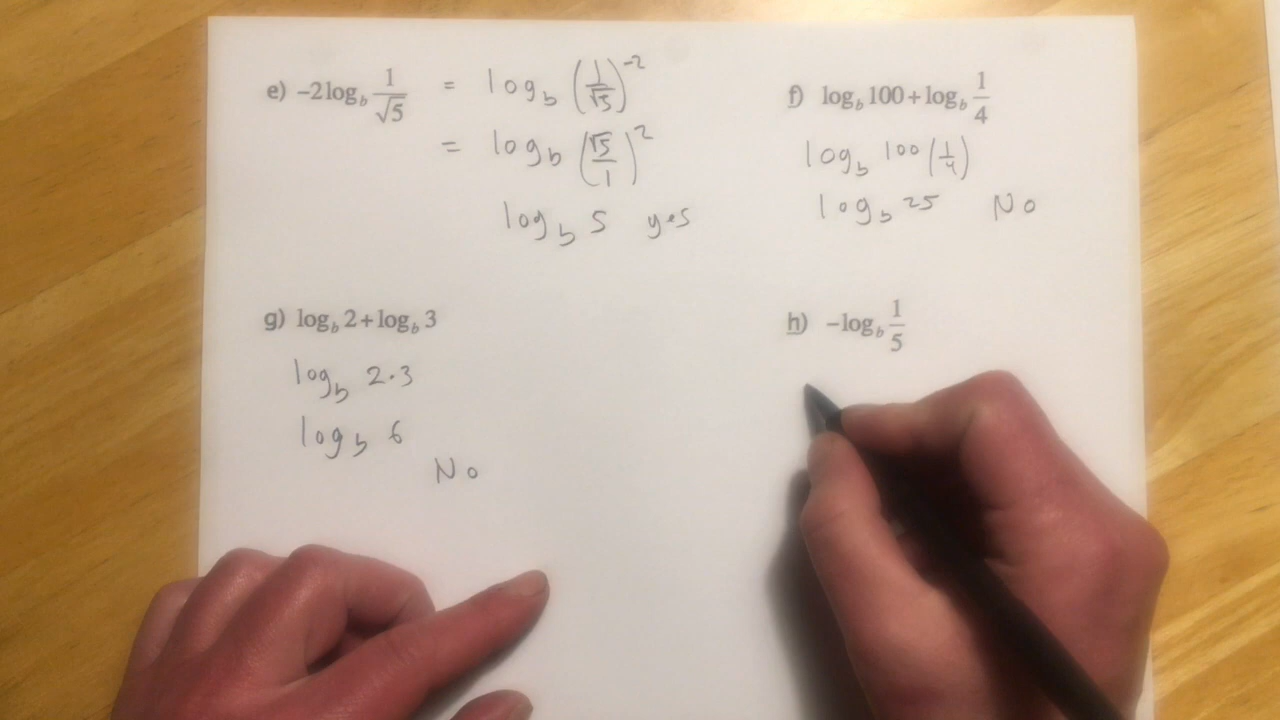 e) -2log_b 1/√5 = log_b (1/√5)^-2
= log_b (√5/1)^2
log_b 5 yes
f) log_b 100 + log_b 1/4
log_b 100 (1/4)
log_b 25 No
g) log_b 2 + log_b 3
log_b 2·3
log_b 6
No
h) -log_b 1/5